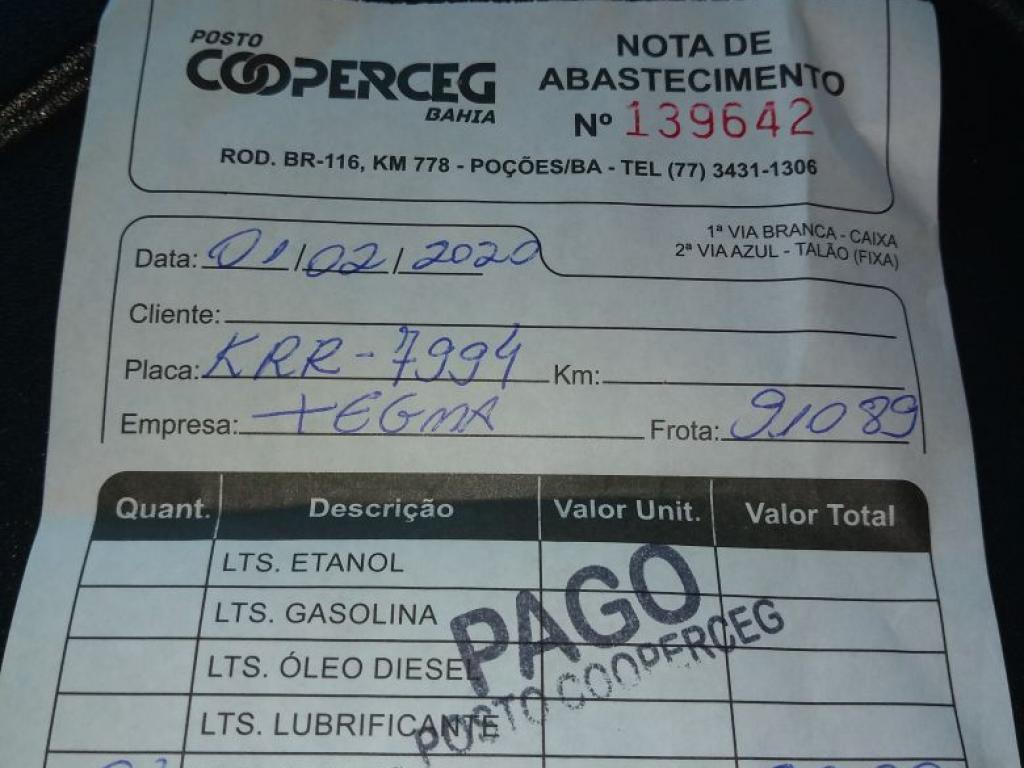 POSTO
COOPERCEG
BAHIA
NOTA DE
ABASTECIMENTO
Nº 139642
ROD. BR-116, KM 778 - POÇÕES/BA - TEL (77) 3431-1306
1ª VIA BRANCA - CAIXA
2ª VIA AZUL - TALÃO (FIXA)
Data: 01/02/2020
Cliente:
Placa: KRR-7994 Km:
Empresa: TEGMA Frota: 91089
Quant. Descrição Valor Unit. Valor Total
LTS. ETANOL
LTS. GASOLINA
LTS. ÓLEO DIESEL
LTS. LUBRIFICANTE
PAGO
POSTO COOPERCEG